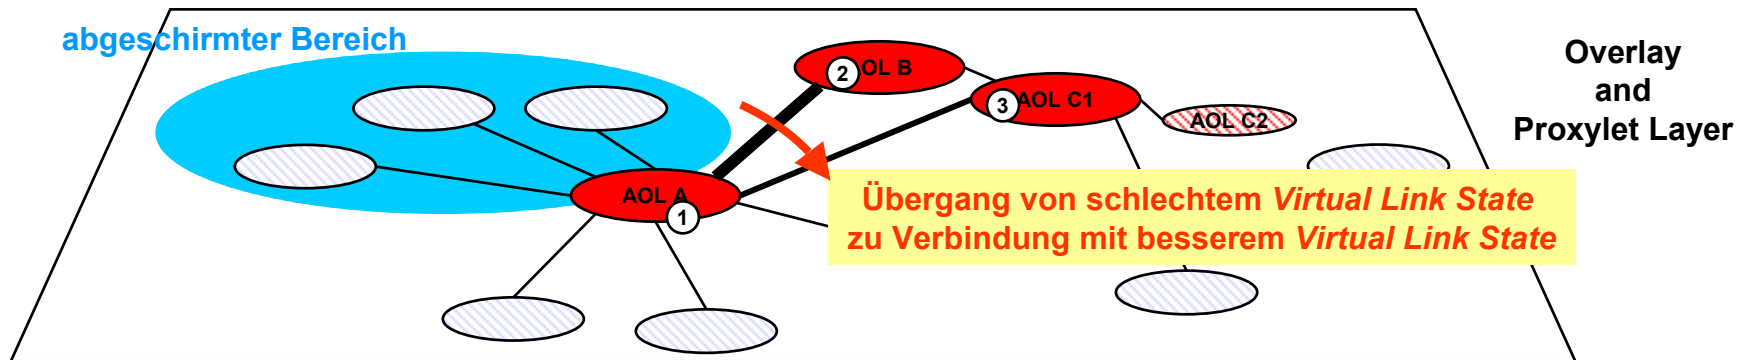 abgeschirmter Bereich
Overlay
and
Proxylet Layer
2 OL B
3 AOL C1
AOL C2
AOL A
1
Übergang von schlechtem Virtual Link State
zu Verbindung mit besserem Virtual Link State